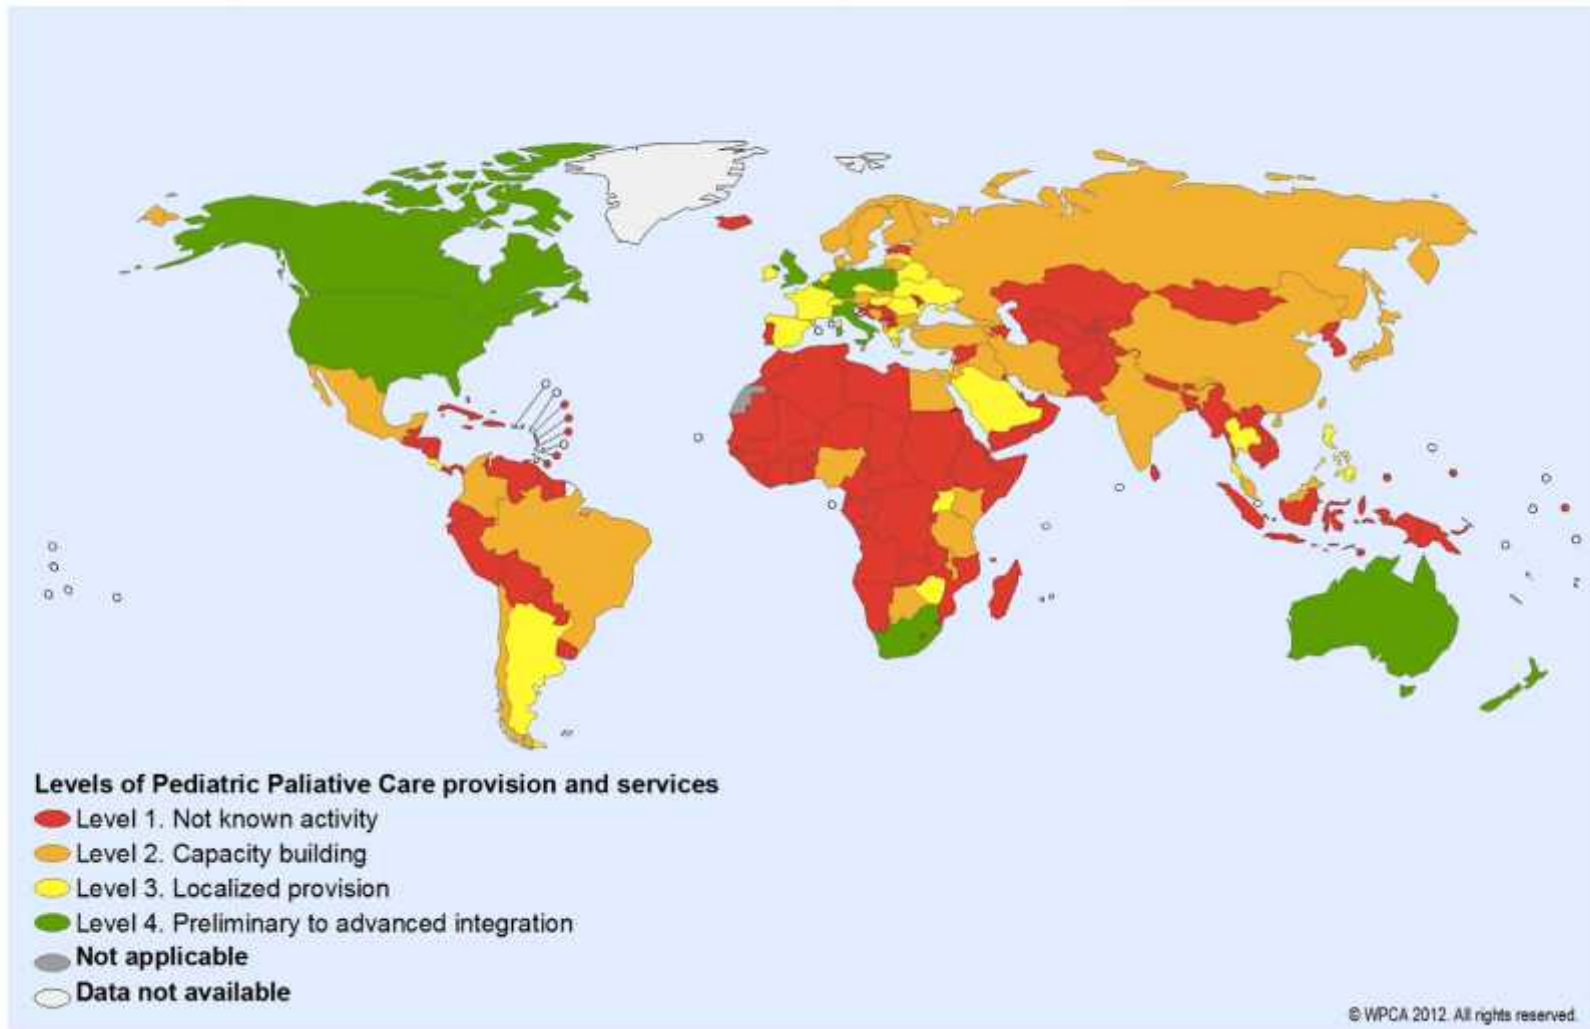 Levels of Pediatric Paliative Care provision and services
Level 1. Not known activity
Level 2. Capacity building
Level 3. Localized provision
Level 4. Preliminary to advanced integration
Not applicable
Data not available
© WPCA 2012. All rights reserved.